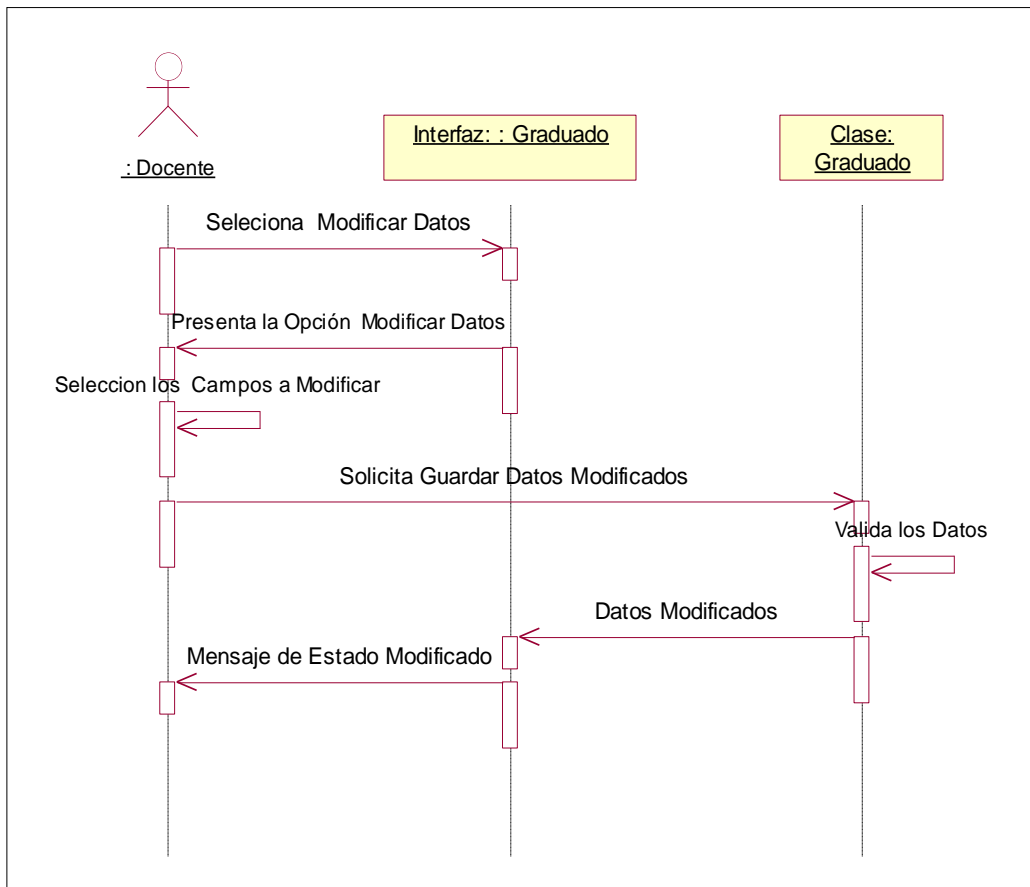 : Docente
Interfaz: : Graduado
Clase:
Graduado
Seleciona Modificar Datos
Presenta la Opción Modificar Datos
Seleccion los Campos a Modificar
Solicita Guardar Datos Modificados
Valida los Datos
Datos Modificados
Mensaje de Estado Modificado